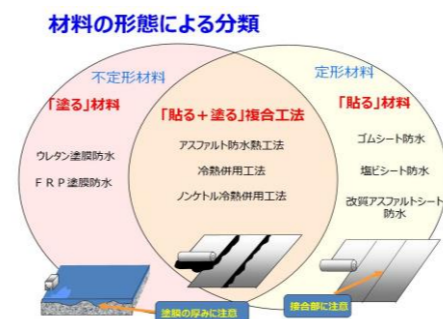 材料の形態による分類
不定形材料
「塗る」材料
ウレタン塗膜防水
ＦＲＰ塗膜防水
「貼る＋塗る」複合工法
アスファルト防水熱工法
冷熱併用工法
ノンケトル冷熱併用工法
定形材料
「貼る」材料
ゴムシート防水
塩ビシート防水
改質アスファルトシート
防水
塗膜の厚みに注意
接合部に注意